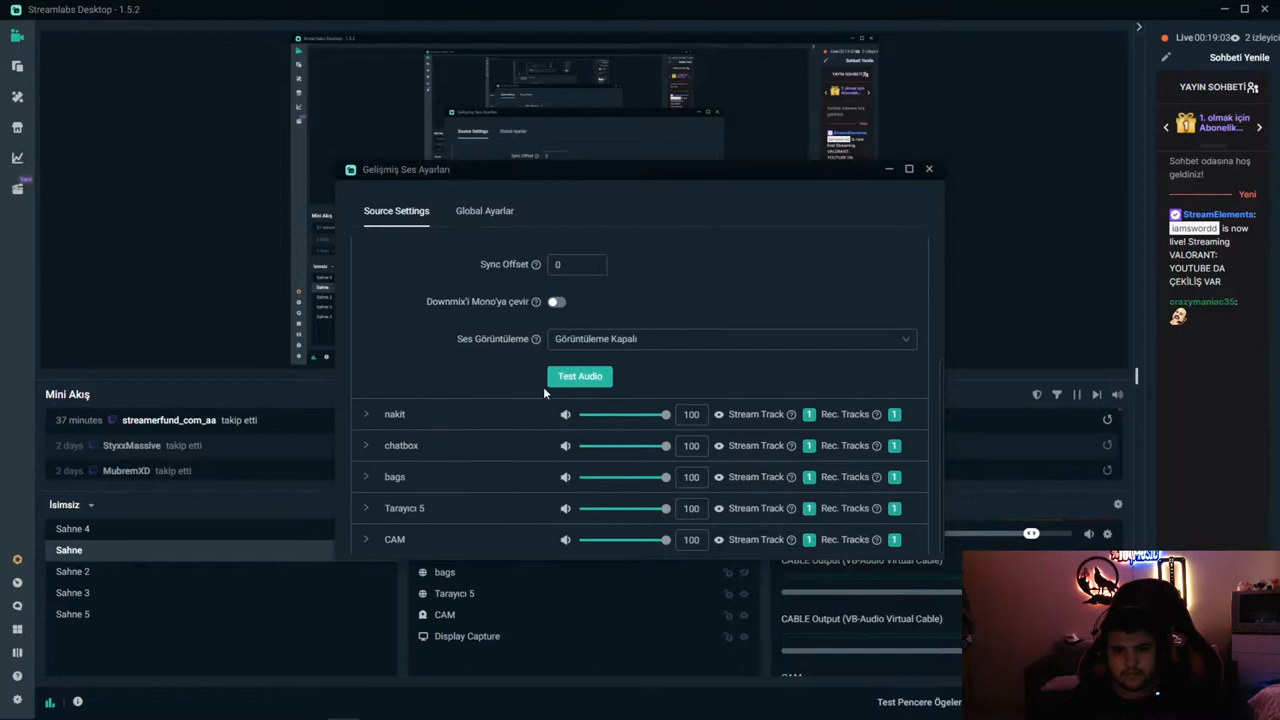 Streamlabs Desktop - 1.5.2
Live 00:19:03 2 izleyici
Sohbeti Yenile
YAYIN SOHBETİ
1. olmak için
Abonelik...
Sohbet odasına hoş
geldiniz!
Yeni
StreamElements:
iamswordd is now
live! Streaming
VALORANT:
YOUTUBE DA
ÇEKİLİŞ VAR
crazymaniac35:
Yeni
Gelişmiş Ses Ayarları
Source Settings Global Ayarlar
Sync Offset 0
Downmix'i Mono'ya çevir
Ses Görüntüleme Görüntüleme Kapalı
Test Audio
nakit 100 Stream Track 1 Rec. Tracks 1
chatbox 100 Stream Track 1 Rec. Tracks 1
bags 100 Stream Track 1 Rec. Tracks 1
Tarayıcı 5 100 Stream Track 1 Rec. Tracks 1
CAM 100 Stream Track 1 Rec. Tracks 1
Mini Akış
37 minutes streamerfund_com_aa takip etti
2 days StyxxMassive takip etti
2 days MubremXD takip etti
İsimsiz
Sahne 4
Sahne
Sahne 2
Sahne 3
Sahne 5
bags
Tarayıcı 5
CAM
Display Capture
CABLE Output (VB-Audio Virtual Cable)
CABLE Output (VB-Audio Virtual Cable)
Test Pencere Ögeleri